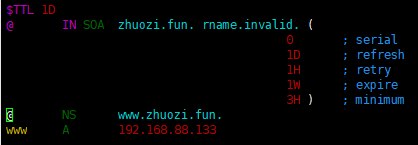 $TTL 1D
@ IN SOA zhuozi.fun. rname.invalid. (
0 ; serial
1D ; refresh
1H ; retry
1W ; expire
3H ) ; minimum
@ NS www.zhuozi.fun.
www A 192.168.88.133